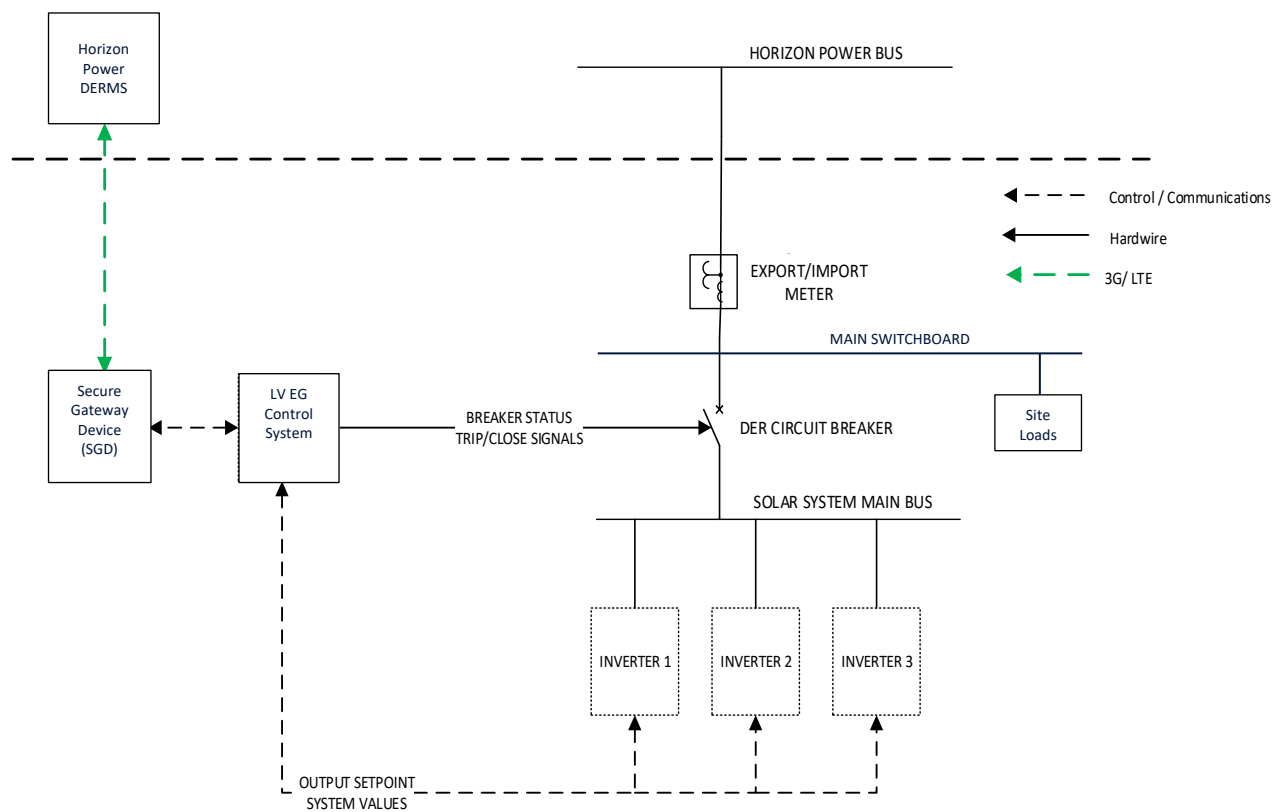 Horizon
Power
DERMS
HORIZON POWER BUS
Control / Communications
Hardwire
3G/ LTE
EXPORT/IMPORT
METER
MAIN SWITCHBOARD
Secure
Gateway
Device
(SGD)
LV EG
Control
System
BREAKER STATUS
TRIP/CLOSE SIGNALS
DER CIRCUIT BREAKER
Site
Loads
SOLAR SYSTEM MAIN BUS
INVERTER 1
INVERTER 2
INVERTER 3
OUTPUT SETPOINT
SYSTEM VALUES